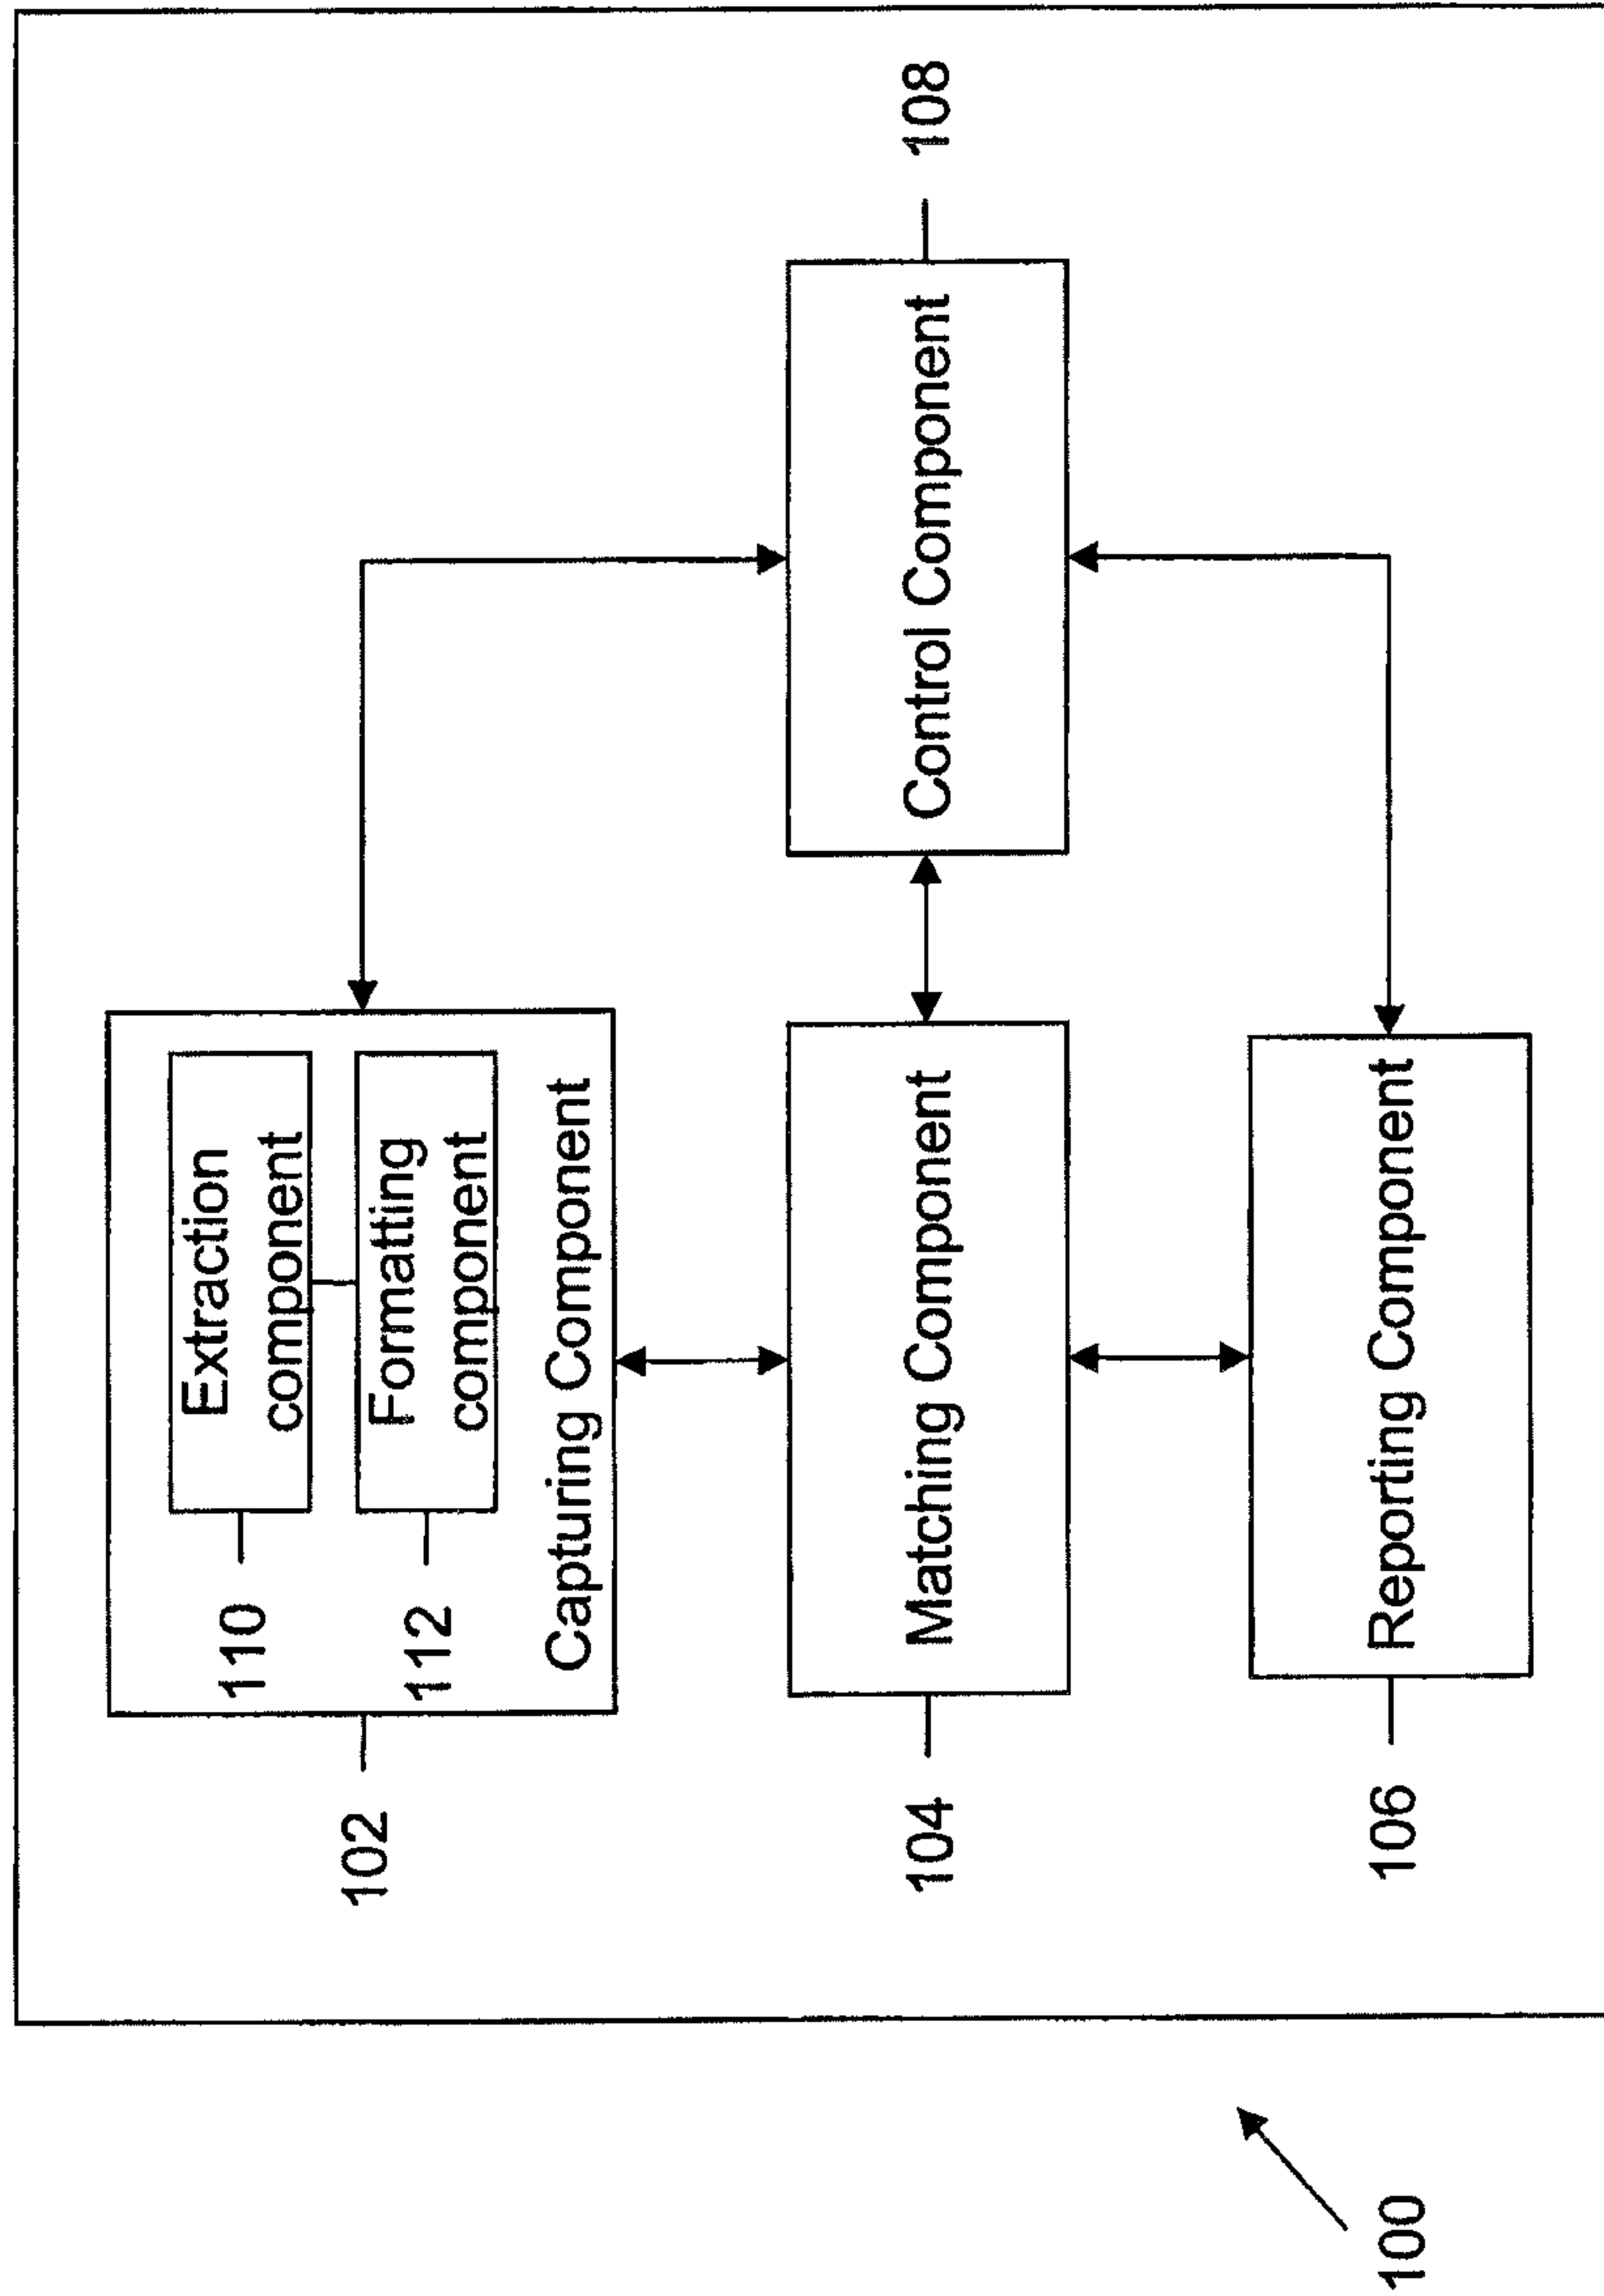 110
Extraction
component
112
Formatting
component
Capturing Component
102
104
Matching Component
Control Component
108
106
Reporting Component
100